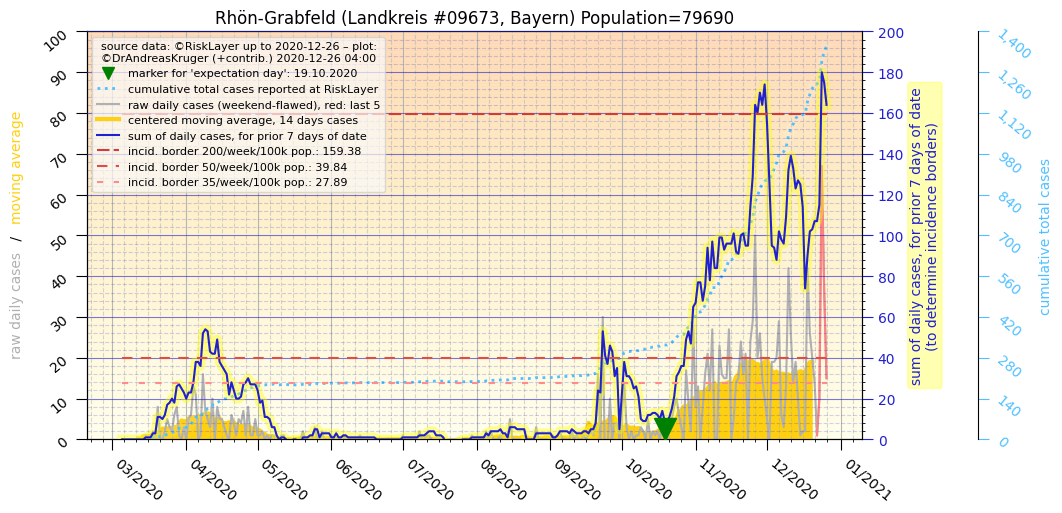 Rhön-Grabfeld (Landkreis #09673, Bayern) Population=79690
source data: ©RiskLayer up to 2020-12-26 – plot:
©DrAndreasKruger (+contrib.) 2020-12-26 04:00
marker for 'expectation day': 19.10.2020
cumulative total cases reported at RiskLayer
raw daily cases (weekend-flawed), red: last 5
centered moving average, 14 days cases
sum of daily cases, for prior 7 days of date
incid. border 200/week/100k pop.: 159.38
incid. border 50/week/100k pop.: 39.84
incid. border 35/week/100k pop.: 27.89
raw daily cases / moving average
100
90
80
70
60
50
40
30
20
10
0
03/2020
04/2020
05/2020
06/2020
07/2020
08/2020
09/2020
10/2020
11/2020
12/2020
01/2021
200
180
160
140
120
100
80
60
40
20
0
sum of daily cases, for prior 7 days of date
(to determine incidence borders)
1,400
1,260
1,120
980
840
700
560
420
280
140
0
cumulative total cases